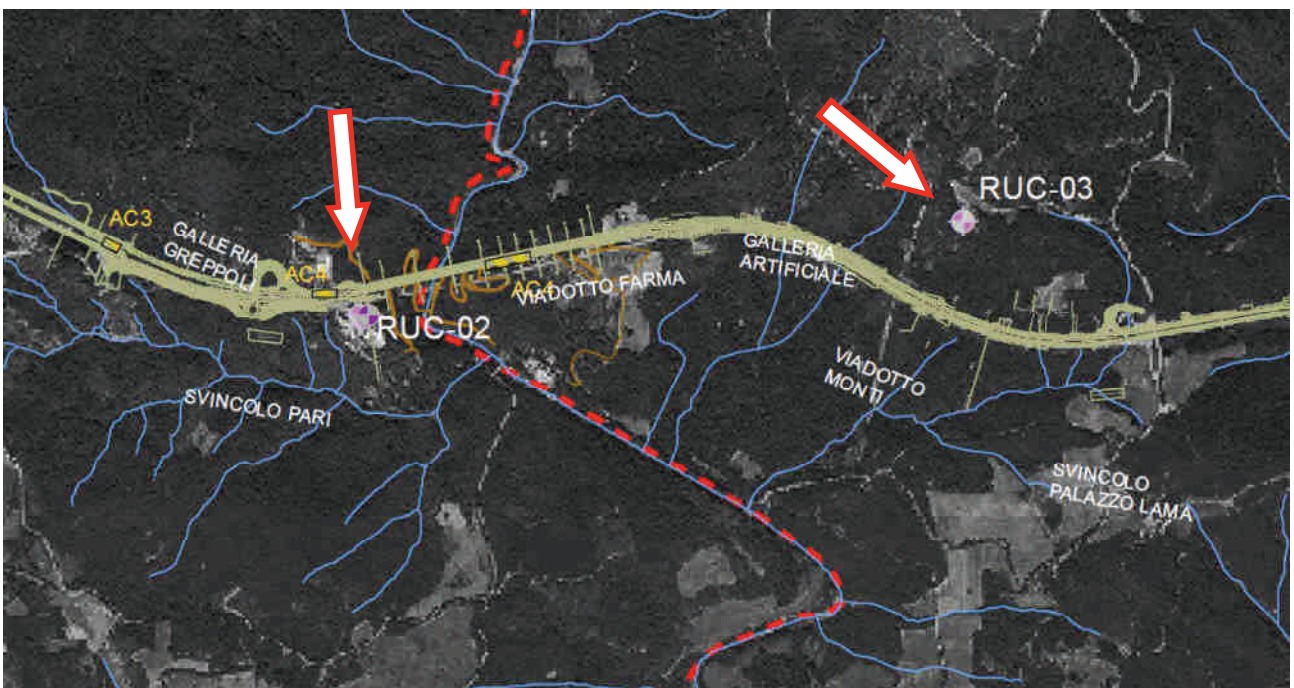 AC3
GALLERIA
GREPPOLI
AC4
RUC-02
SVINCOLO PARI
AC4
VIADOTTO FARMA
GALLERIA
ARTIFICIALE
RUC-03
VIADOTTO
MONTI
SVINCOLO
PALAZZO LAMA